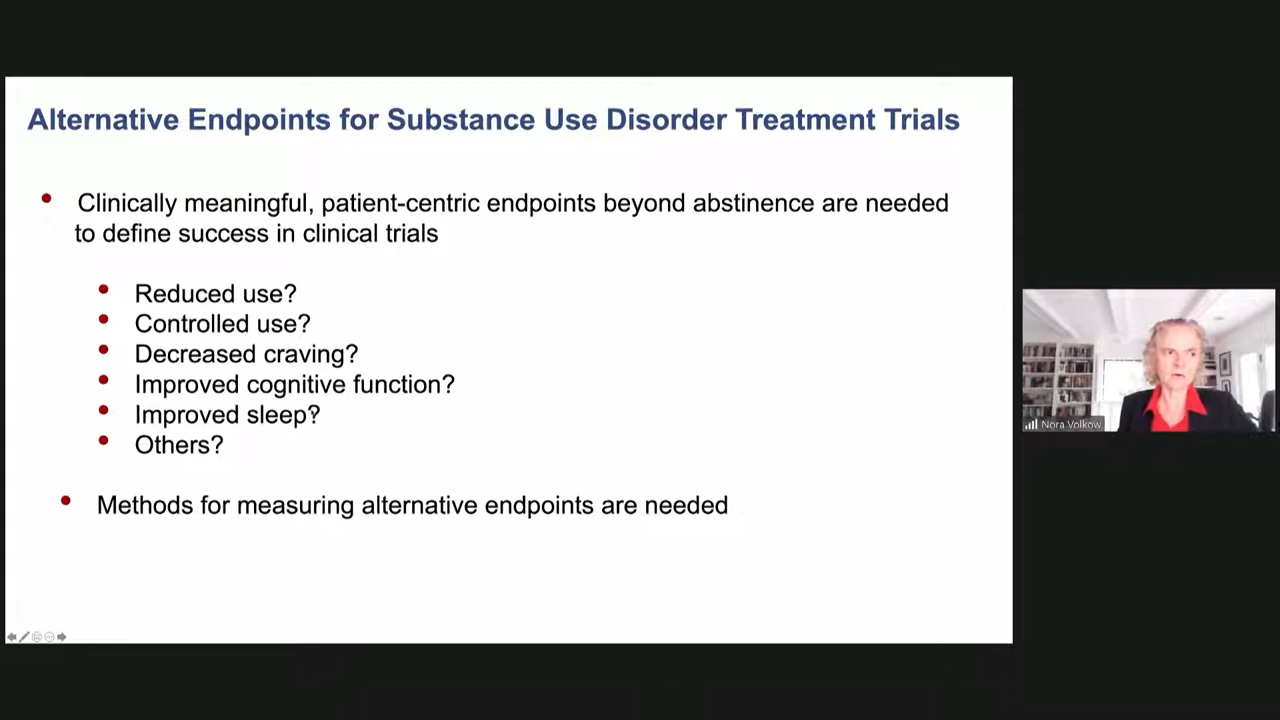 Alternative Endpoints for Substance Use Disorder Treatment Trials
• Clinically meaningful, patient-centric endpoints beyond abstinence are needed
to define success in clinical trials
• Reduced use?
• Controlled use?
• Decreased craving?
• Improved cognitive function?
• Improved sleep?
• Others?
• Methods for measuring alternative endpoints are needed
Nora Volkow